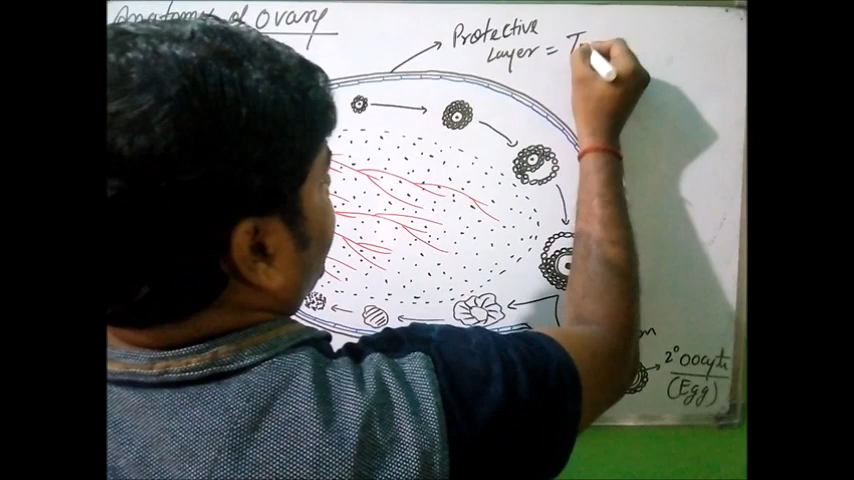 Anatomy of Ovary
Protective
Layer = T
2° Oocyte
(Egg)